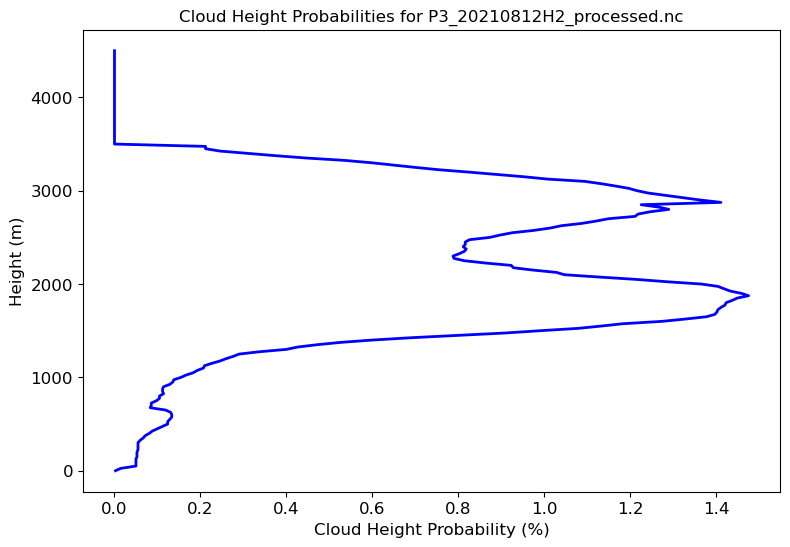 Cloud Height Probabilities for P3_20210812H2_processed.nc
4000
3000
2000
1000
0
Height (m)
0.0 0.2 0.4 0.6 0.8 1.0 1.2 1.4
Cloud Height Probability (%)